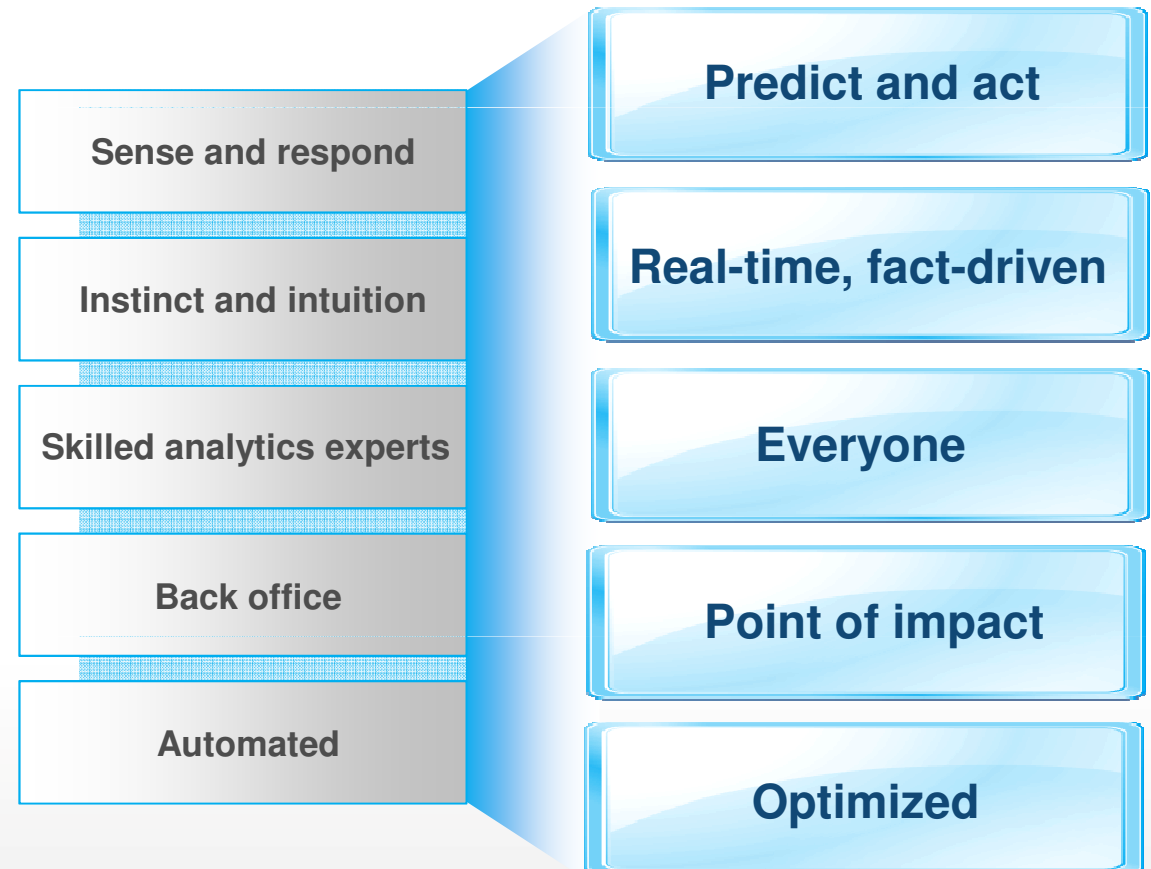 Sense and respond
Predict and act
Instinct and intuition
Real-time, fact-driven
Skilled analytics experts
Everyone
Back office
Point of impact
Automated
Optimized